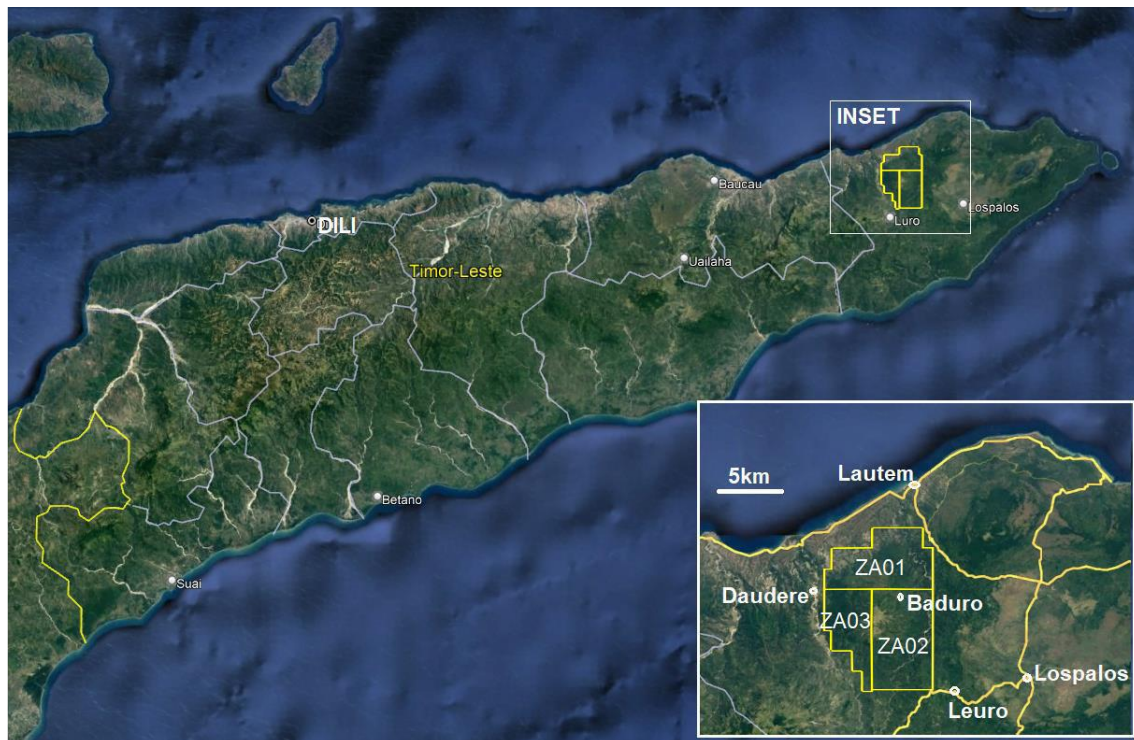 INSET
Baucau
Lospalos
Luro
DILI
Uailaha
Timor-Leste
Betano
Suai
5km
Lautem
ZA01
Daudere
Baduro
ZA03
ZA02
Lospalos
Leuro